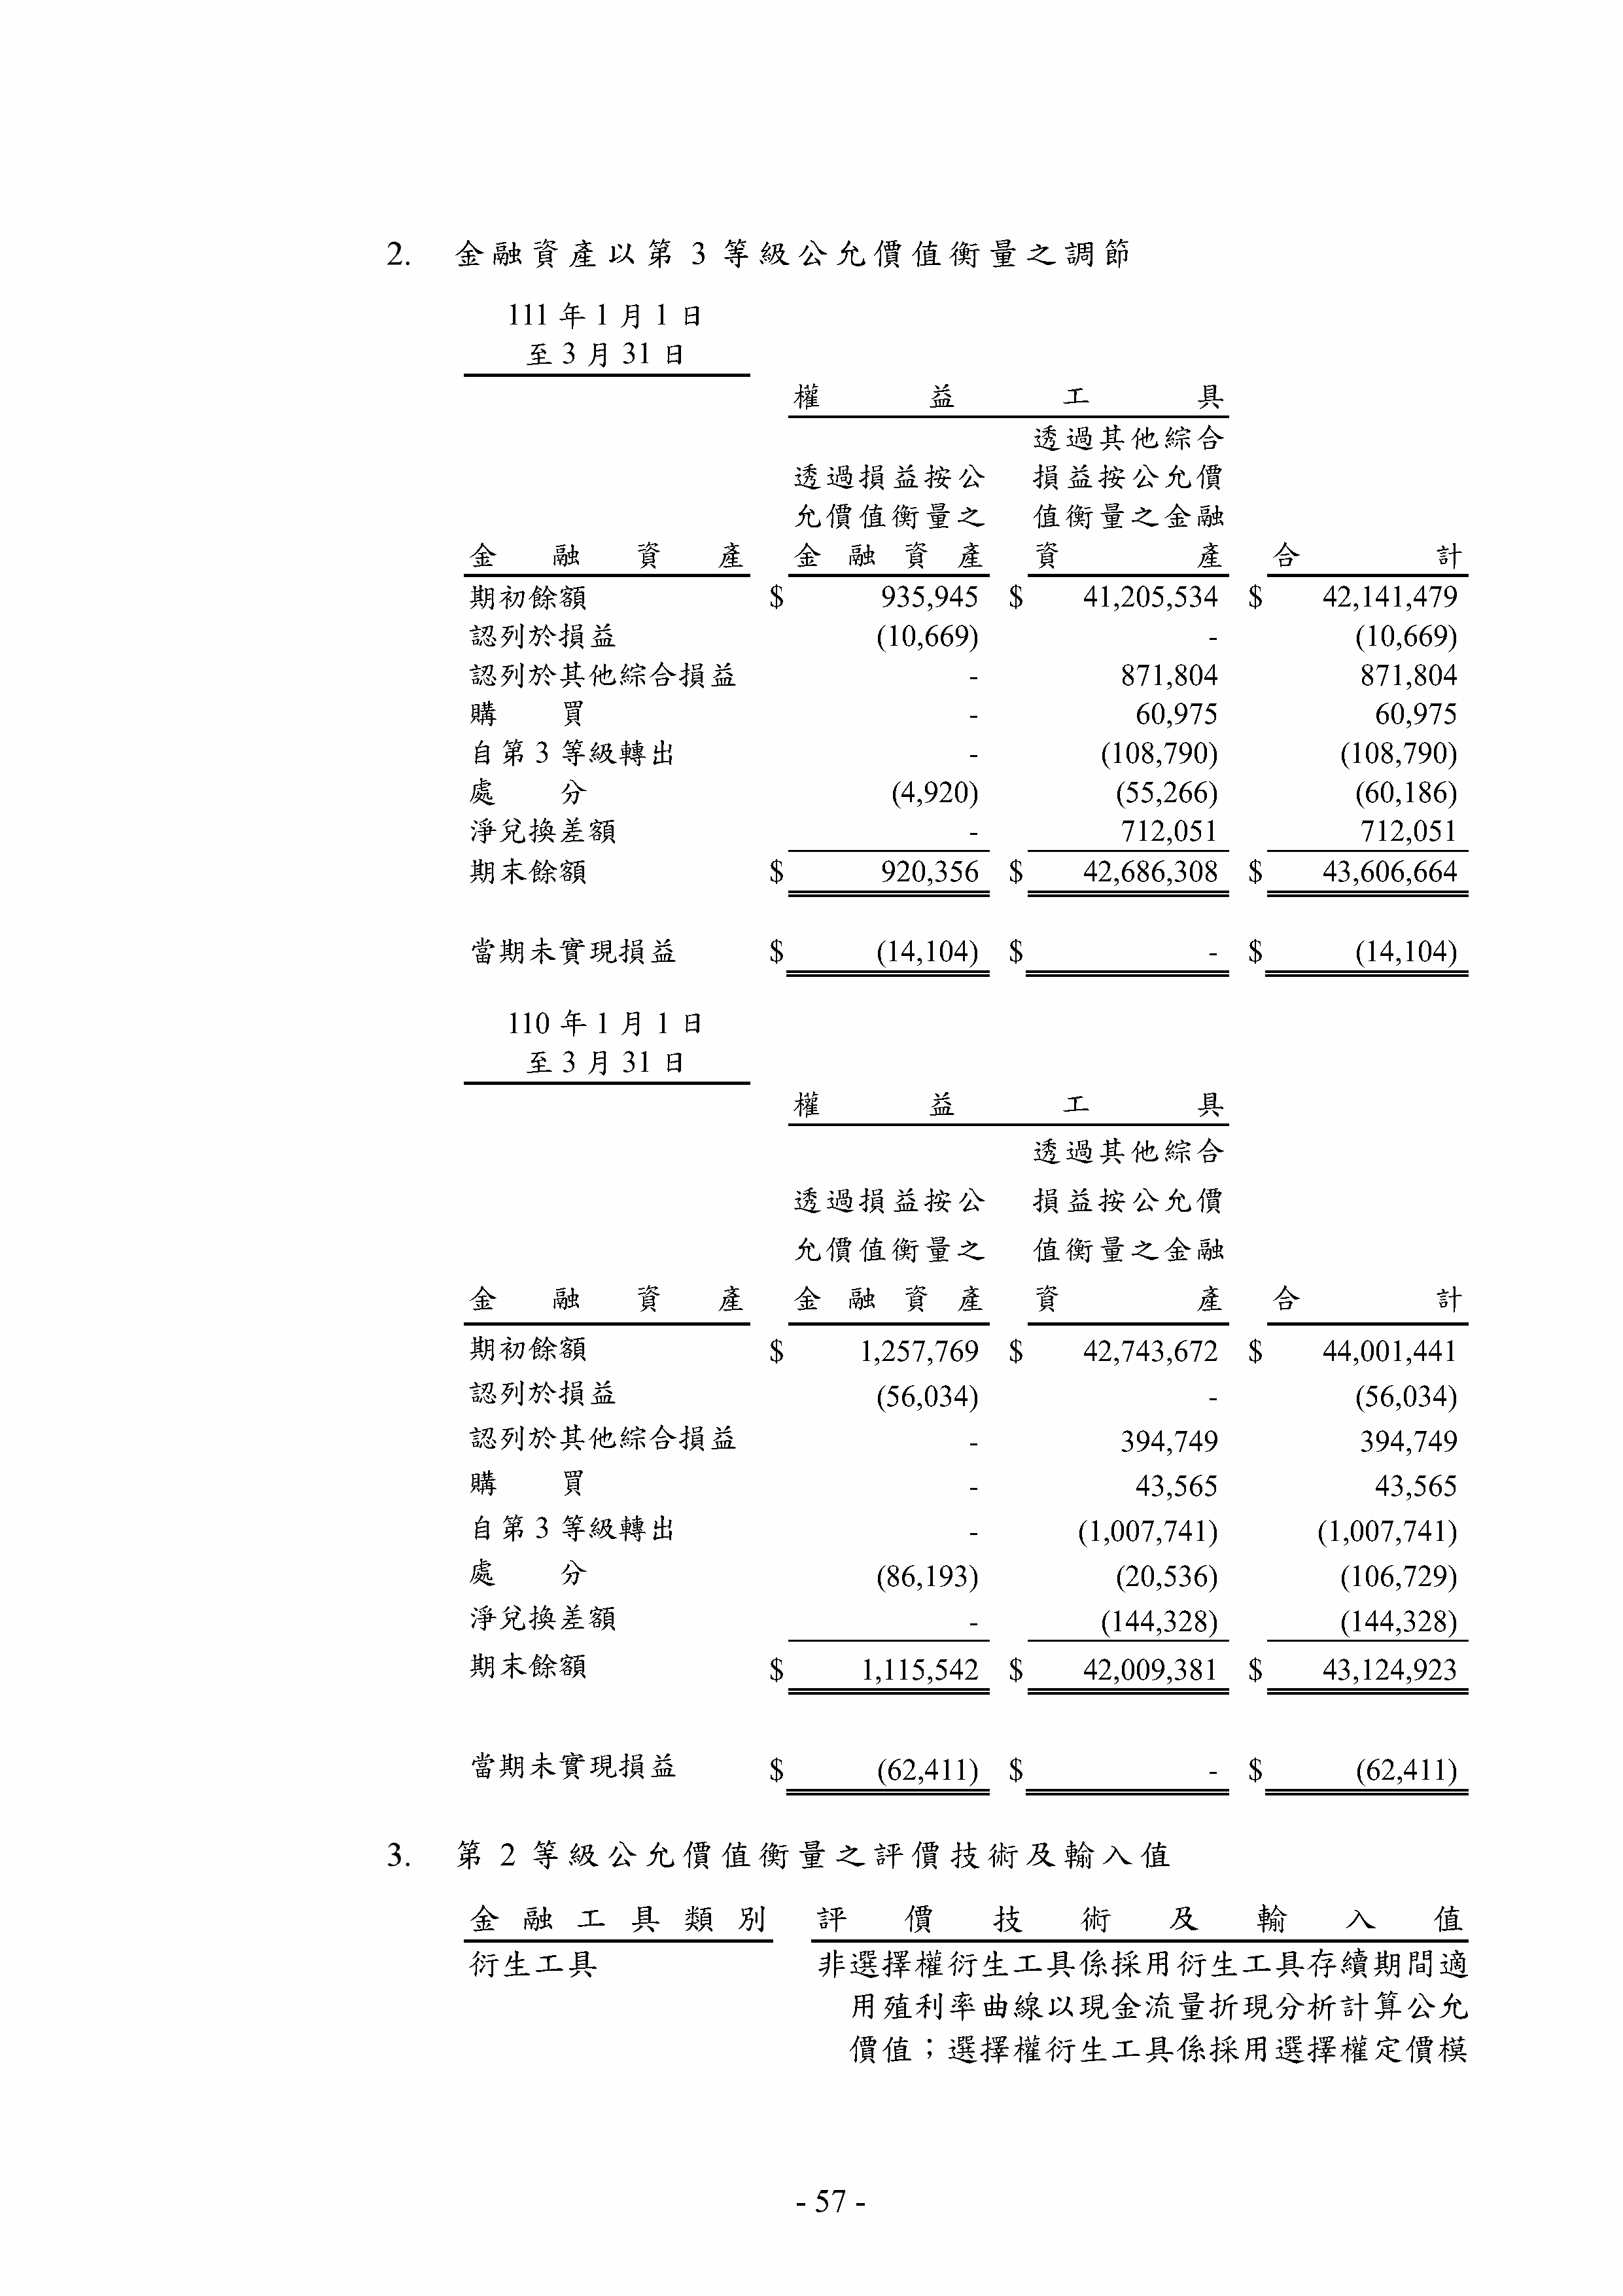 2. 金融資產以第 3 等級公允價值衡量之調節
111 年 1 月 1 日
至 3 月 31 日
權益工具
透過其他綜合
透過損益按公 損益按公允價
允價值衡量之 值衡量之金融
金融資產 金融資產 資產 合計
期初餘額 $ 935,945 $ 41,205,534 $ 42,141,479
認列於損益 (10,669) - (10,669)
認列於其他綜合損益 - 871,804 871,804
購買 - 60,975 60,975
自第 3 等級轉出 - (108,790) (108,790)
處分 (4,920) (55,266) (60,186)
淨兌換差額 - 712,051 712,051
期末餘額 $ 920,356 $ 42,686,308 $ 43,606,664
當期未實現損益 $ (14,104) $ - $ (14,104)
110 年 1 月 1 日
至 3 月 31 日
權益工具
透過其他綜合
透過損益按公 損益按公允價
允價值衡量之 值衡量之金融
金融資產 金融資產 資產 合計
期初餘額 $ 1,257,769 $ 42,743,672 $ 44,001,441
認列於損益 (56,034) - (56,034)
認列於其他綜合損益 - 394,749 394,749
購買 - 43,565 43,565
自第 3 等級轉出 - (1,007,741) (1,007,741)
處分 (86,193) (20,536) (106,729)
淨兌換差額 - (144,328) (144,328)
期末餘額 $ 1,115,542 $ 42,009,381 $ 43,124,923
當期未實現損益 $ (62,411) $ - $ (62,411)
3. 第 2 等級公允價值衡量之評價技術及輸入值
金融工具類別 評價技術及輸入值
衍生工具 非選擇權衍生工具係採用衍生工具存續期間適
用殖利率曲線以現金流量折現分析計算公允
價值；選擇權衍生工具係採用選擇權定價模
- 57 -